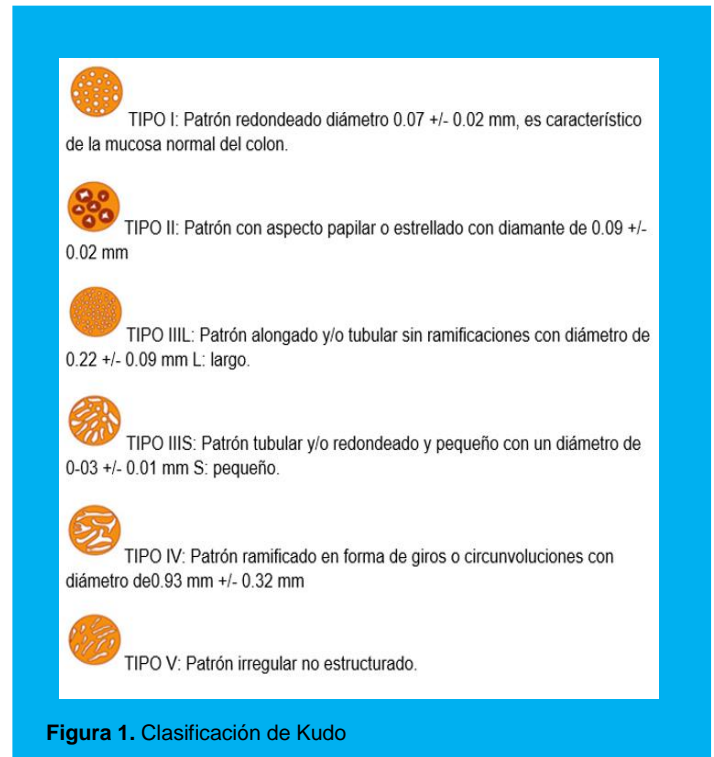 TIPO I: Patrón redondeado diámetro 0.07 +/- 0.02 mm, es característico
de la mucosa normal del colon.
TIPO II: Patrón con aspecto papilar o estrellado con diamante de 0.09 +/-
0.02 mm
TIPO IIIL: Patrón alongado y/o tubular sin ramificaciones con diámetro de
0.22 +/- 0.09 mm L: largo.
TIPO IIIS: Patrón tubular y/o redondeado y pequeño con un diámetro de
0-03 +/- 0.01 mm S: pequeño.
TIPO IV: Patrón ramificado en forma de giros o circunvoluciones con
diámetro de0.93 mm +/- 0.32 mm
TIPO V: Patrón irregular no estructurado.
Figura 1. Clasificación de Kudo